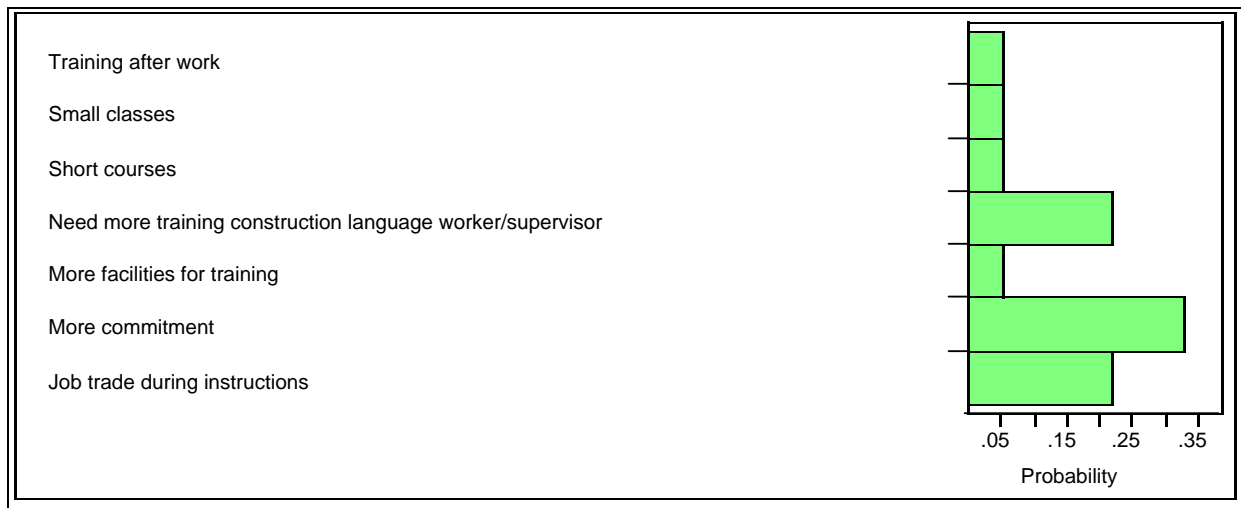 Training after work
Small classes
Short courses
Need more training construction language worker/supervisor
More facilities for training
More commitment
Job trade during instructions
.05 .15 .25 .35
Probability